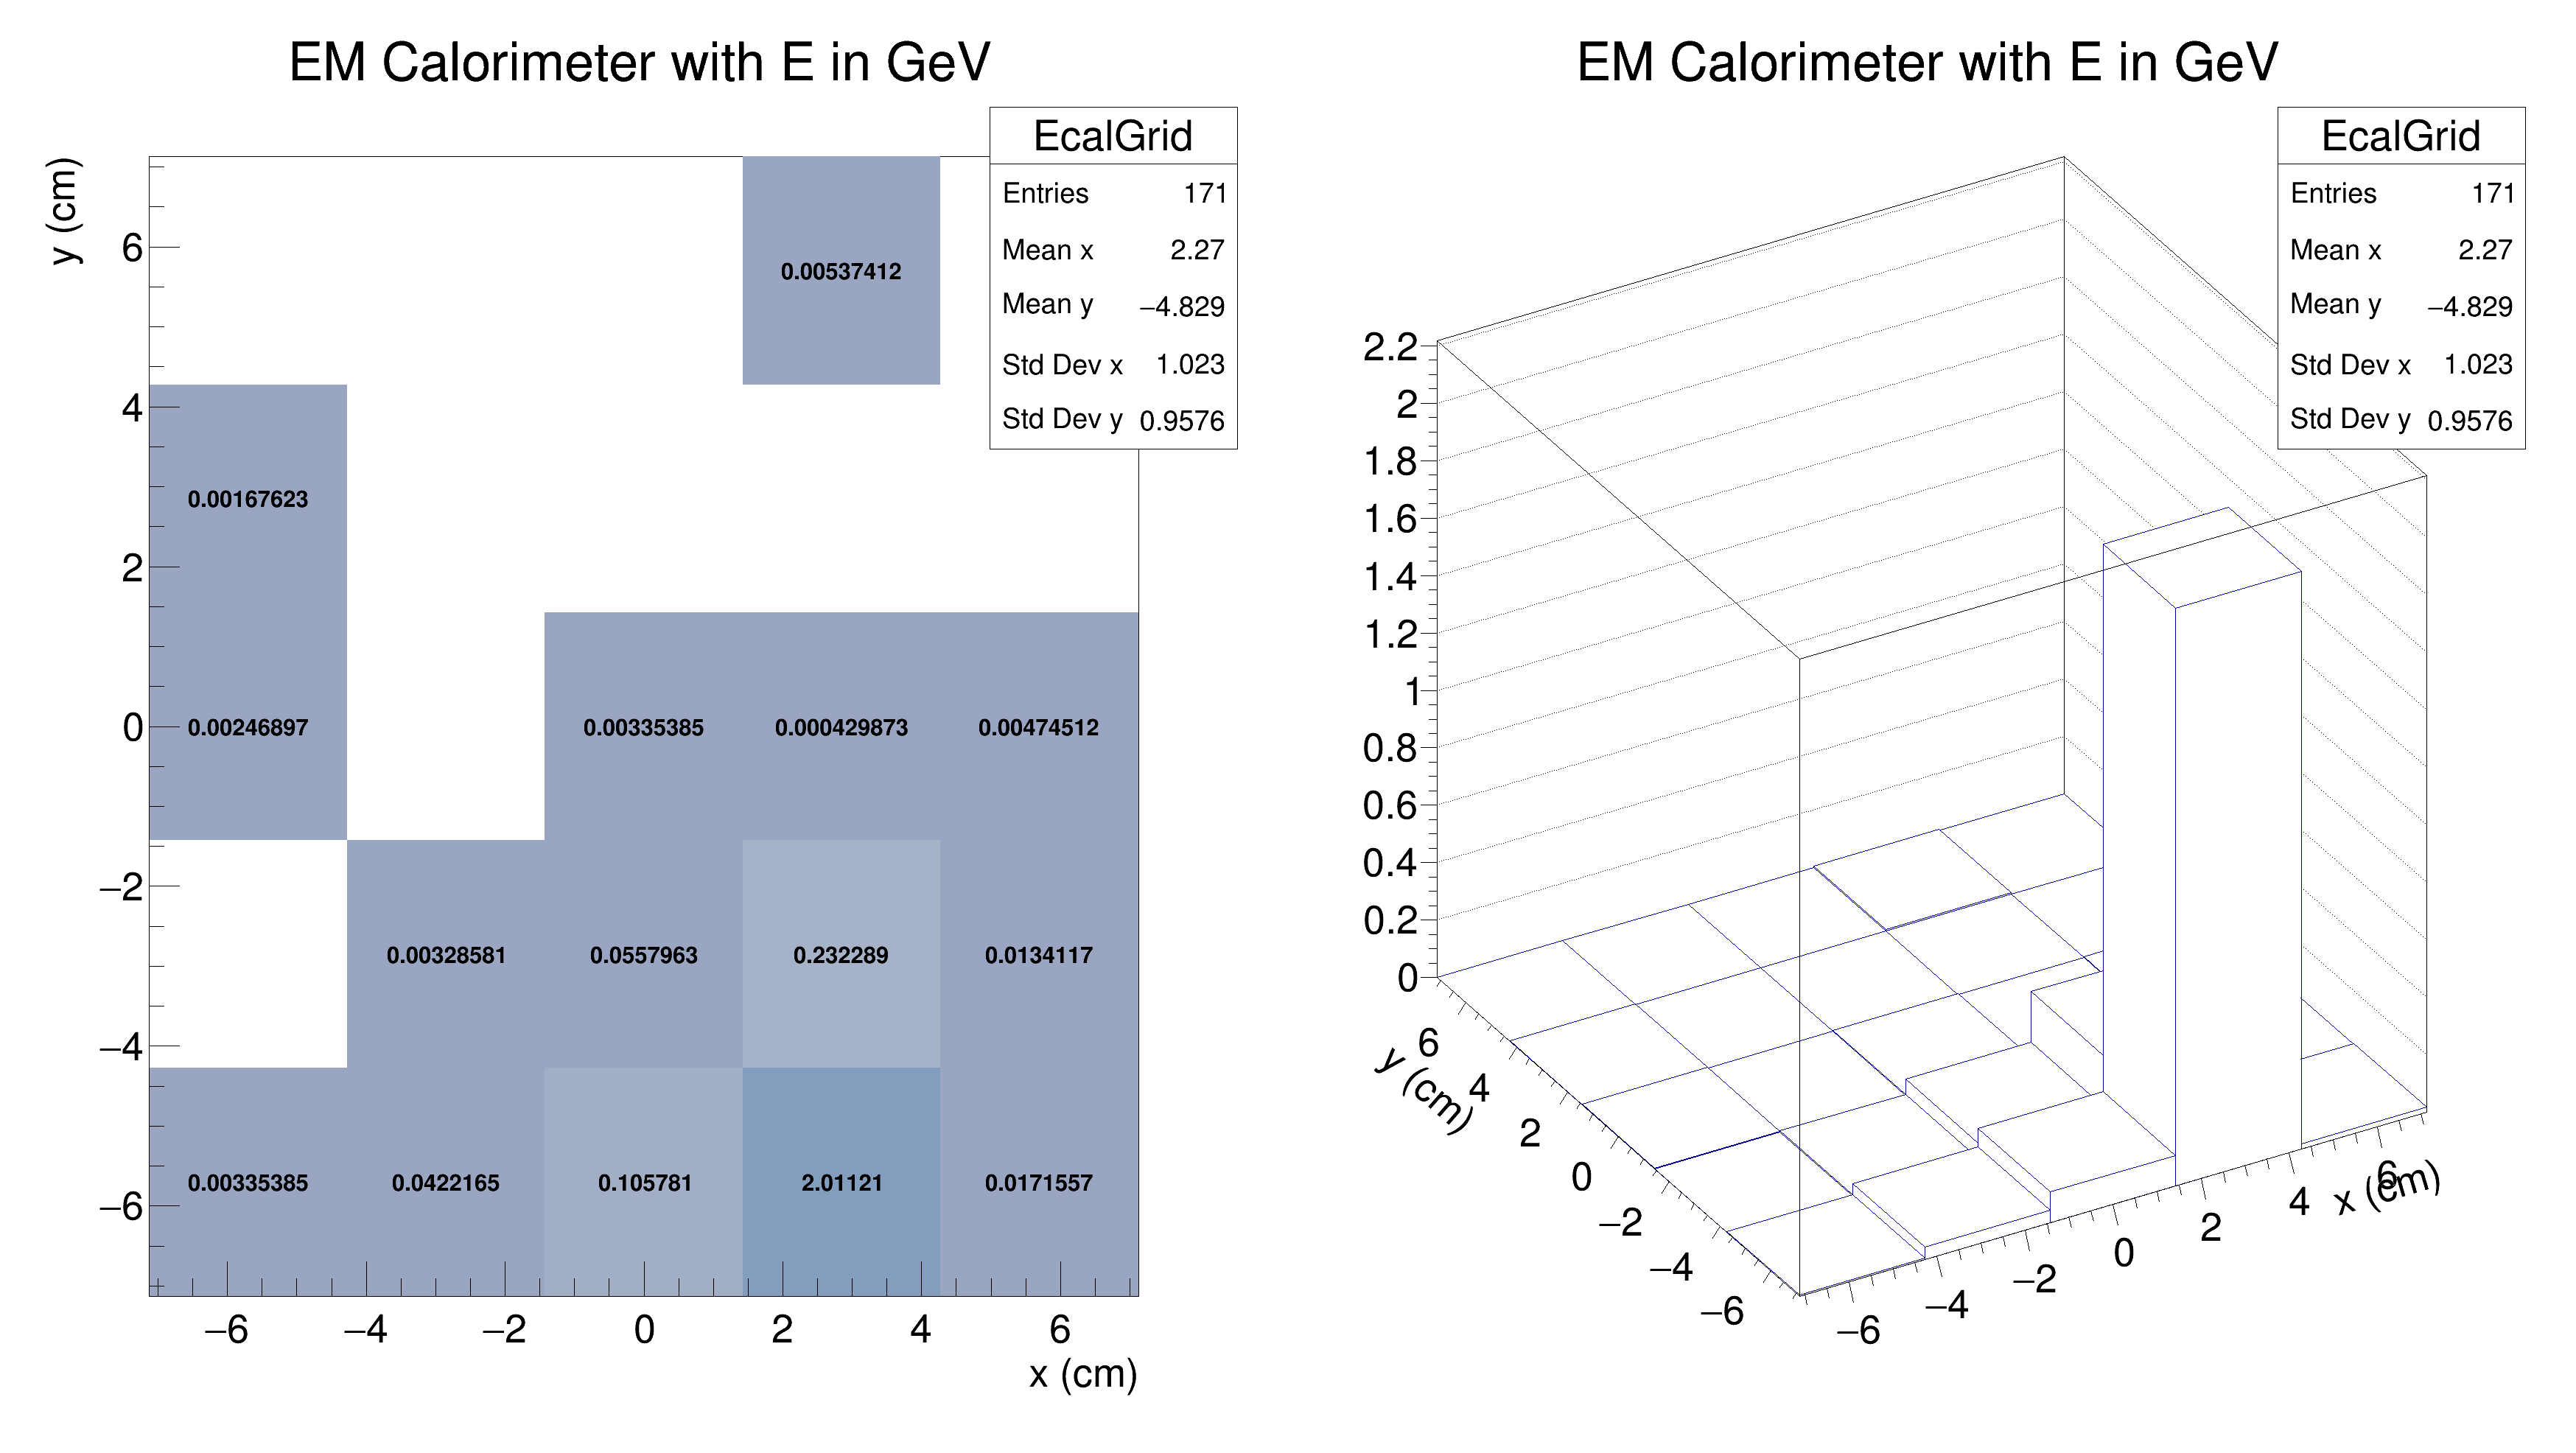 EM Calorimeter with E in GeV
EcalGrid
Entries 171
Mean x 2.27
Mean y −4.829
Std Dev x 1.023
Std Dev y 0.9576
y (cm)
6
4
2
0
−2
−4
−6
0.00537412
0.00167623
0.00246897 0.00335385 0.000429873 0.00474512
0.00328581 0.0557963 0.232289 0.0134117
0.00335385 0.0422165 0.105781 2.01121 0.0171557
−6 −4 −2 0 2 4 6
x (cm)
EM Calorimeter with E in GeV
EcalGrid
Entries 171
Mean x 2.27
Mean y −4.829
Std Dev x 1.023
Std Dev y 0.9576
2.2
2
1.8
1.6
1.4
1.2
1
0.8
0.6
0.4
0.2
0
y (cm)
6
4
2
0
−2
−4
−6
−6 −4 −2 0 2 4 6
x (cm)